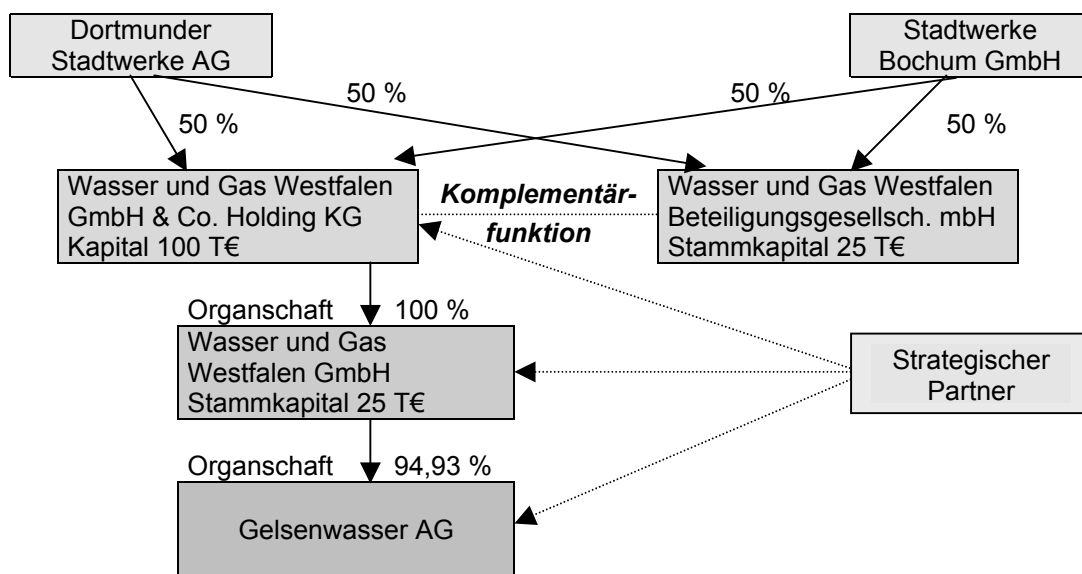 Dortmunder
Stadtwerke AG
Stadtwerke
Bochum GmbH
50 %
50 %
50 %
50 %
Wasser und Gas Westfalen
GmbH & Co. Holding KG
Kapital 100 T€
Komplementär-
funktion
Wasser und Gas Westfalen
Beteiligungsgesellsch. mbH
Stammkapital 25 T€
Organschaft 100 %
Wasser und Gas
Westfalen GmbH
Stammkapital 25 T€
Strategischer
Partner
Organschaft 94,93 %
Gelsenwasser AG